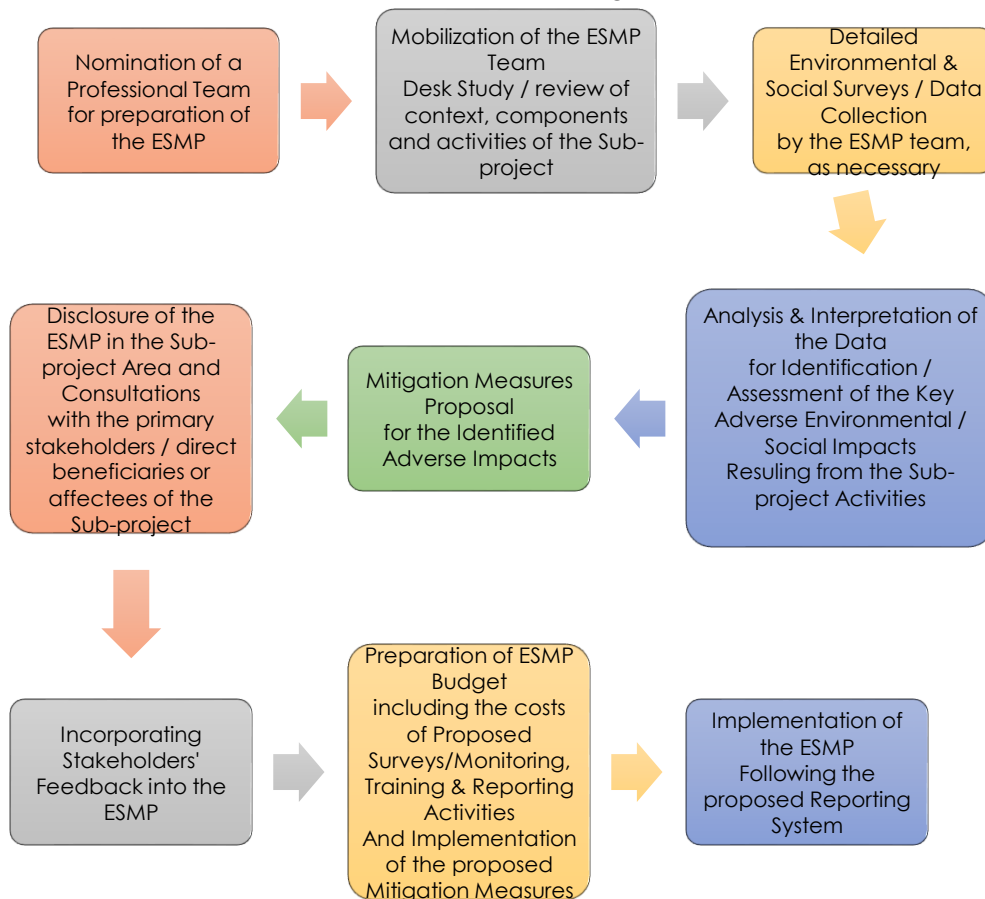 Nomination of a
Professional Team
for preparation of
the ESMP
Mobilization of the ESMP
Team
Desk Study / review of
context, components
and activities of the Sub-
project
Detailed
Environmental &
Social Surveys / Data
Collection
by the ESMP team,
as necessary
Analysis & Interpretation of
the Data
for Identification /
Assessment of the Key
Adverse Environmental /
Social Impacts
Resuling from the Sub-
project Activities
Mitigation Measures
Proposal
for the Identified
Adverse Impacts
Disclosure of the
ESMP in the Sub-
project Area and
Consultations
with the primary
stakeholders / direct
beneficiaries or
affectees of the
Sub-project
Incorporating
Stakeholders'
Feedback into the
ESMP
Preparation of ESMP
Budget
including the costs
of Proposed
Surveys/Monitoring,
Training & Reporting
Activities
And Implementation
of the proposed
Mitigation Measures
Implementation of
the ESMP
Following the
proposed Reporting
System